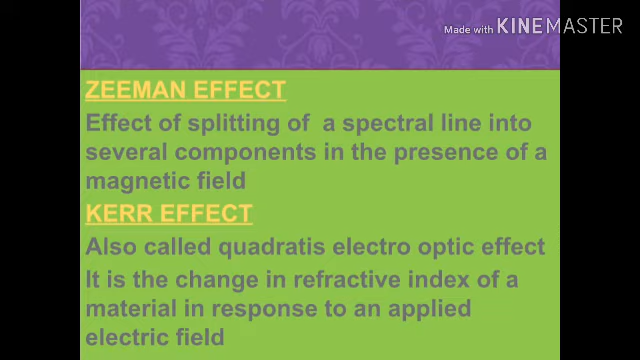 Made with KINEMASTER
ZEEMAN EFFECT
Effect of splitting of a spectral line into
several components in the presence of a
magnetic field
KERR EFFECT
Also called quadratis electro optic effect
It is the change in refractive index of a
material in response to an applied
electric field